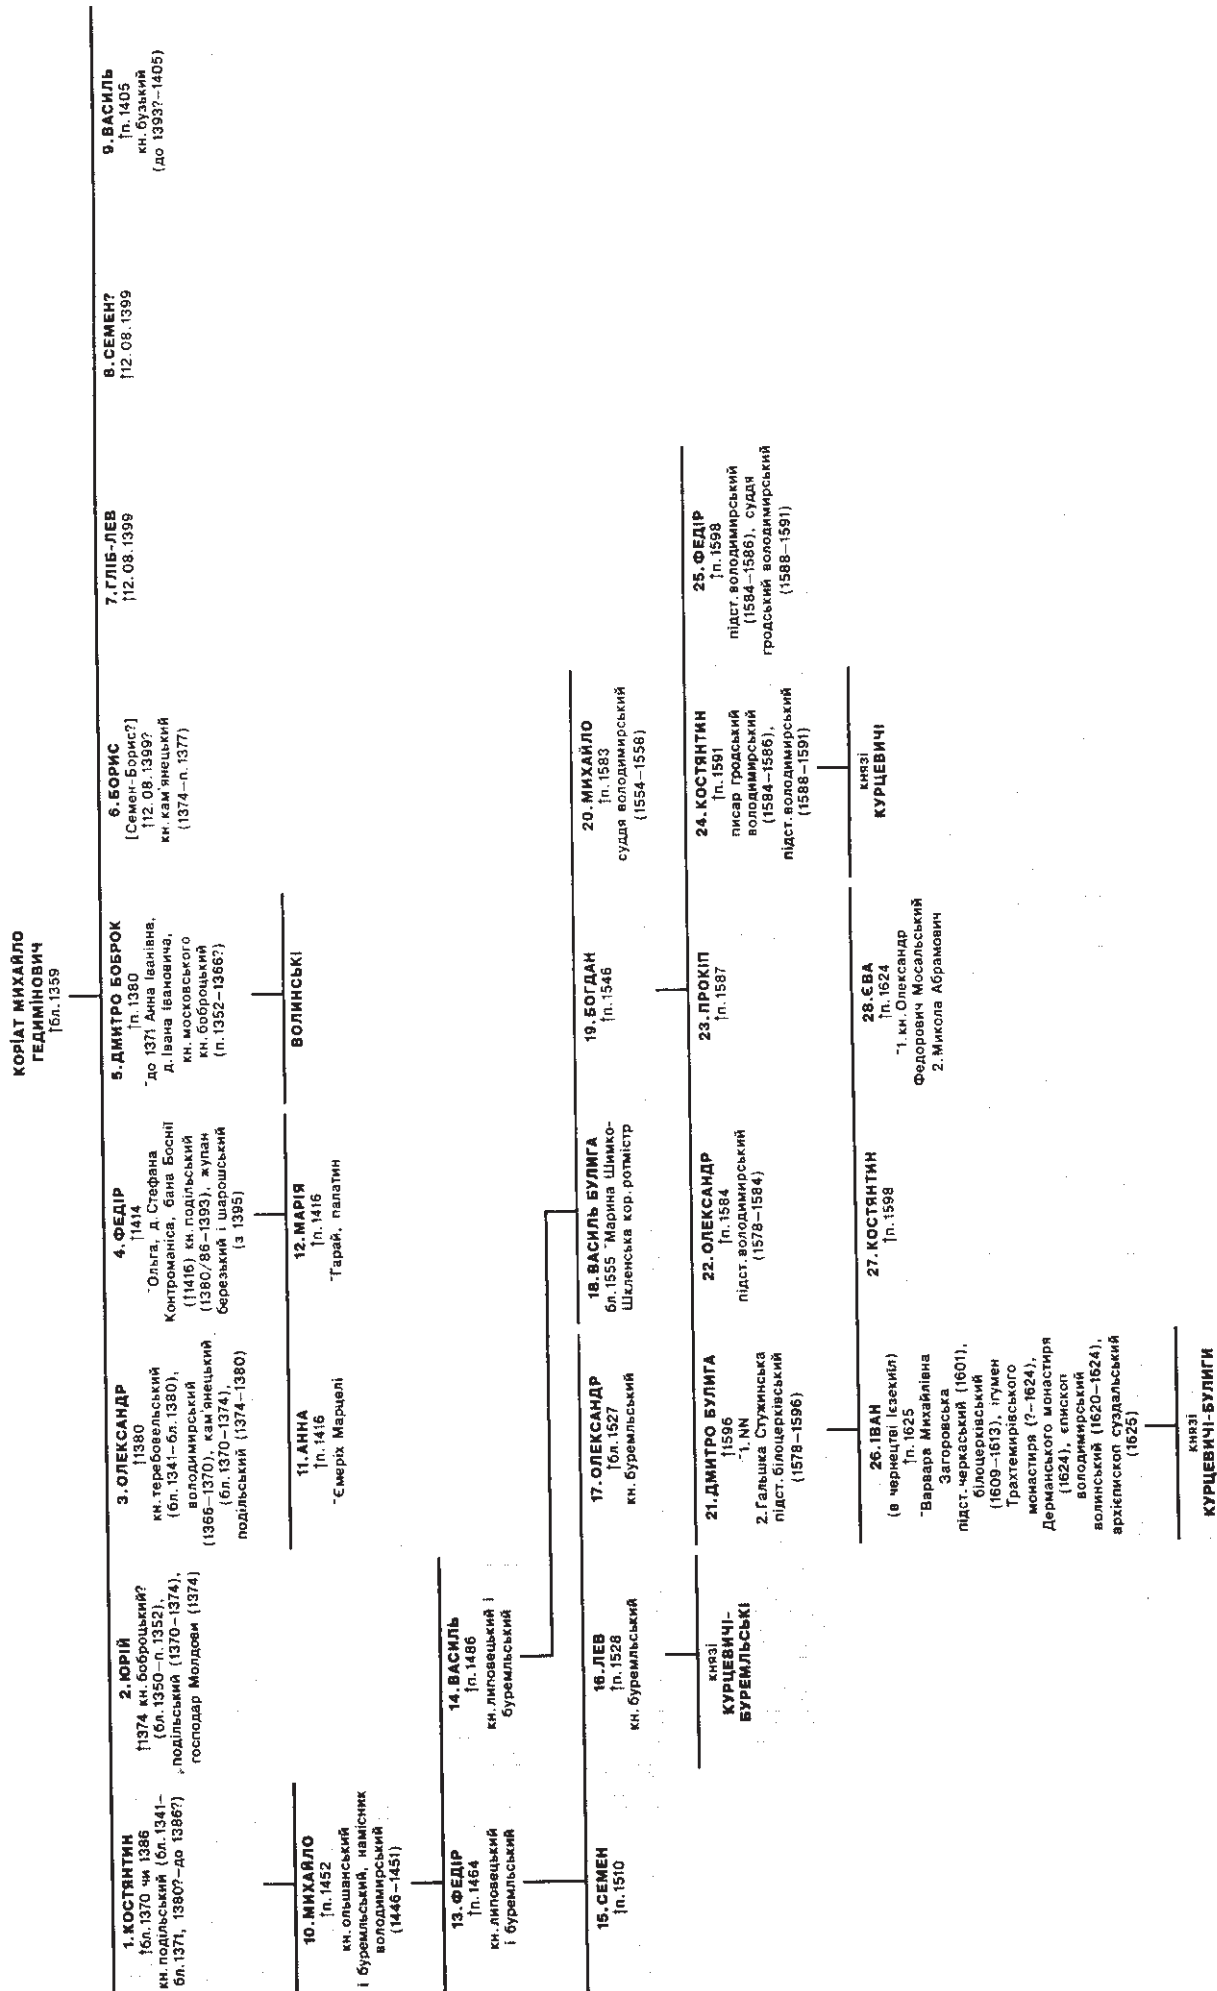 КОРІАТ МИХАЙЛО
ГЕДИМІНОВИЧ
†бл.1359
1.КОСТЯНТИН
†бл.1370 чи 1386
кн.подільський (бл.1341–
бл.1371, 1380?–до 1386?)
2.ЮРІЙ
†1374 кн.боброцький?
(бл.1350–п.1352),
подільський (1370–1374),
господар Молдови (1374)
3.ОЛЕКСАНДР
†1380
кн.теребовельський
(бл.1341–бл.1380),
володимирський
(1366–1370), кам'янецький
(бл.1370–1374),
подільський (1374–1380)
4.ФЕДІР
†1414
~Ольга, д.Стефана
Контроманіса, бана Боснії
(†1416) кн.подільський
(1380/86–1393), жупан
березький і шарошський
(з 1395)
5.ДМИТРО БОБРОК
†п.1380
~до 1371 Анна Іванівна,
д.Івана Івановича,
кн.московського
кн.боброцький
(п.1352–1366?)
6.БОРИС
[Семен-Борис?]
†12.08.1399?
кн.кам'янецький
(1374–п.1377)
7.ГЛІБ-ЛЕВ
†12.08.1399
8.СЕМЕН?
†12.08.1399
9.ВАСИЛЬ
†п.1405
кн.бузький
(до 1393?–1405)
10.МИХАЙЛО
†п.1452
кн.ольшанський
і буремльський, намісник
володимирський
(1446–1451)
11.АННА
†п.1416
~Ємеріх Марцелі
12.МАРІЯ
†п.1416
~Гарай, палатин
ВОЛИНСЬКІ
13.ФЕДІР
†п.1464
кн.липовецький
і буремльський
14.ВАСИЛЬ
†п.1486
кн.липовецький і
буремльський
15.СЕМЕН
†п.1510
16.ЛЕВ
†п.1528
кн.буремльський
17.ОЛЕКСАНДР
†бл.1527
кн.буремльський
18.ВАСИЛЬ БУЛИГА
бл.1555 ~Марина Шимко-
Шкленська кор.ротмістр
19.БОГДАН
†п.1546
20.МИХАЙЛО
†п.1583
суддя володимирський
(1554–1558)
князі
КУРЦЕВИЧІ-
БУРЕМЛЬСЬКІ
21.ДМИТРО БУЛИГА
†1596
~1.NN
2.Гальшка Стужинська
підст.білоцерківський
(1578–1596)
22.ОЛЕКСАНДР
†п.1584
підст.володимирський
(1578–1584)
23.ПРОКІП
†п.1587
24.КОСТЯНТИН
†п.1591
писар гродський
володимирський
(1584–1586),
підст.володимирський
(1588–1591)
25.ФЕДІР
†п.1598
підст.володимирський
(1584–1586), суддя
гродський володимирський
(1588–1591)
26.ІВАН
(в чернецтві Ієзекиїл)
†п.1625
~Варвара Михайлівна
Загоровська
підст.черкаський (1601),
білоцерківський
(1609–1613), ігумен
Трахтемирівського
монастиря (?–1624),
Дерманського монастиря
(1624), єпископ
володимирський
волинський (1620–1624),
архієпископ суздальський
(1625)
27.КОСТЯНТИН
†п.1598
28.ЄВА
†п.1624
~1.кн.Олександр
Федорович Мосальський
2.Микола Абрамович
князі
КУРЦЕВИЧІ
князі
КУРЦЕВИЧІ-БУЛИГИ